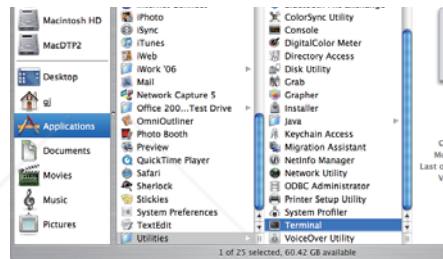 Macintosh HD
MacDTP2
Desktop
gj
Applications
Documents
Movies
Music
Pictures
iPhoto
iSync
iTunes
iWeb
iWork '06
Mail
Network Capture 5
Office 200...Test Drive
OmniOutliner
Photo Booth
Preview
QuickTime Player
Safari
Sherlock
Stickies
System Preferences
TextEdit
Utilities
ColorSync Utility
Console
DigitalColor Meter
Directory Access
Disk Utility
Grab
Grapher
Installer
Java
Keychain Access
Migration Assistant
NetInfo Manager
Network Utility
ODBC Administrator
Printer Setup Utility
System Profiler
Terminal
VoiceOver Utility
Last o
1 of 25 selected, 60.42 GB available